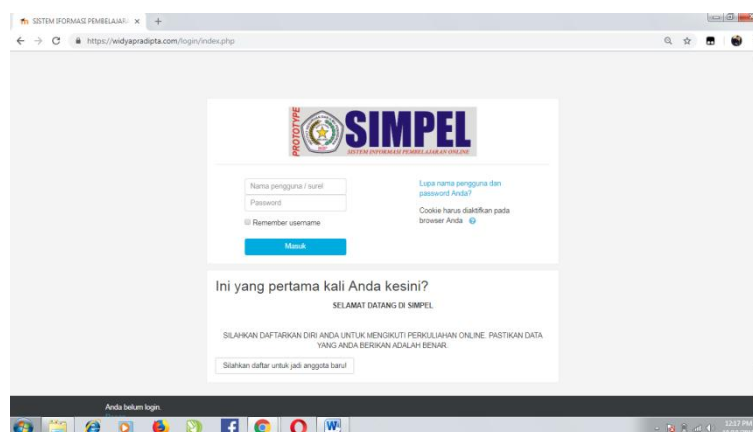 SISTEM IFORMASI PEMBELAJARA
https://widyapradipta.com/login/index.php
PROTOTYPE
SIMPEL
SISTEM INFORMASI PEMBELAJARAN ONLINE
Nama pengguna / surel
Password
Remember username
Masuk
Lupa nama pengguna dan
password Anda?
Cookie harus diaktifkan pada
browser Anda
Ini yang pertama kali Anda kesini?
SELAMAT DATANG DI SIMPEL
SILAHKAN DAFTARKAN DIRI ANDA UNTUK MENGIKUTI PERKULIAHAN ONLINE. PASTIKAN DATA
YANG ANDA BERIKAN ADALAH BENAR.
Silahkan daftar untuk jadi anggota baru!
Anda belum login.
12:17 PM